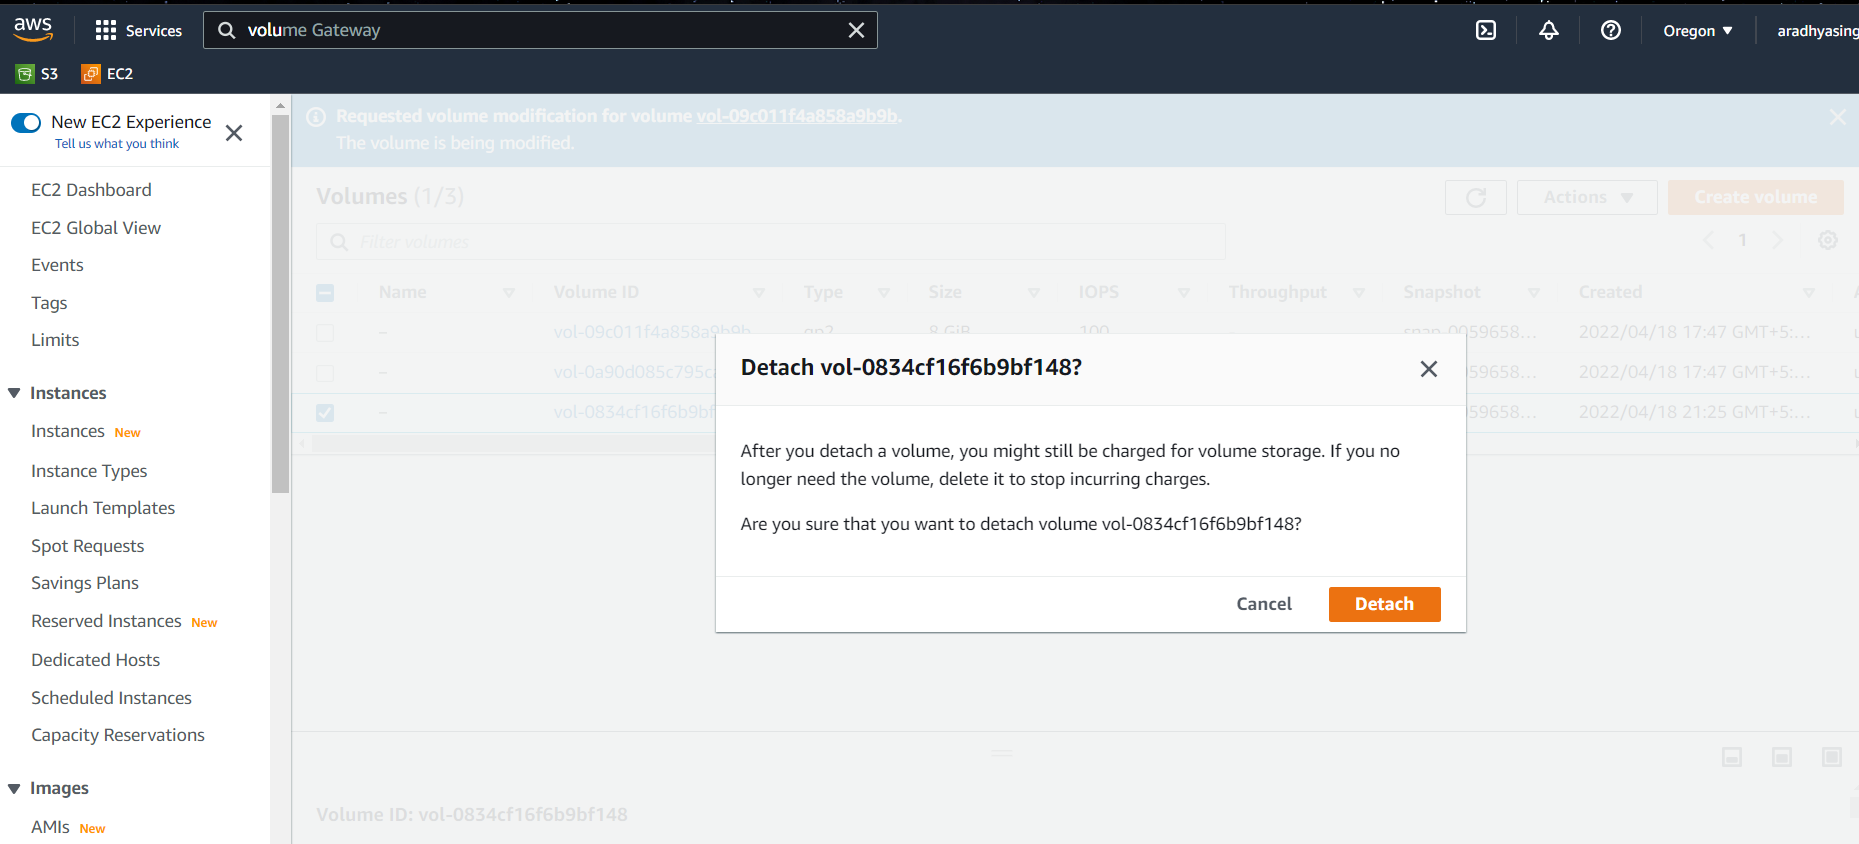 aws
Services
volume Gateway
Oregon
aradhyasing
S3
EC2
New EC2 Experience
Tell us what you think
EC2 Dashboard
EC2 Global View
Events
Tags
Limits
Instances
Instances New
Instance Types
Launch Templates
Spot Requests
Savings Plans
Reserved Instances New
Dedicated Hosts
Scheduled Instances
Capacity Reservations
Images
AMIs New
Requested volume modification for volume vol-09c011f4a858a9b9b.
The volume is being modified.
Volumes (1/3)
Actions
Create volume
Filter volumes
1
Name Volume ID Type Size IOPS Throughput Snapshot Created
– vol-09c011f4a858a9b9b gp2 8 GiB 100 – snap-0059658... 2022/04/18 17:47 GMT+5:...
– vol-0a90d085c795c 59658... 2022/04/18 17:47 GMT+5:...
– vol-0834cf16f6b9bf 59658... 2022/04/18 21:25 GMT+5:...
Detach vol-0834cf16f6b9bf148?
After you detach a volume, you might still be charged for volume storage. If you no
longer need the volume, delete it to stop incurring charges.
Are you sure that you want to detach volume vol-0834cf16f6b9bf148?
Cancel
Detach
Volume ID: vol-0834cf16f6b9bf148